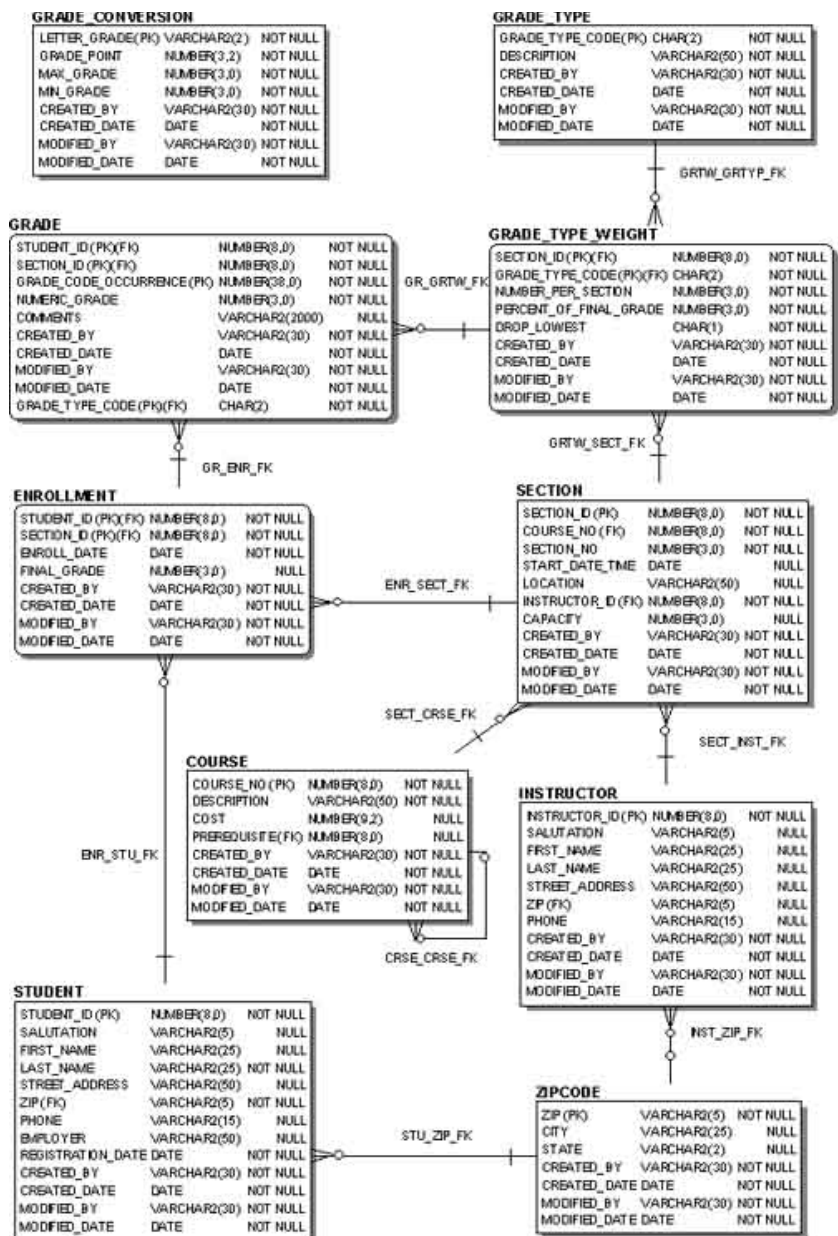 GRADE_CONVERSION
LETTER_GRADE(PK) VARCHAR2(2) NOT NULL
GRADE_POINT NUMBER(3,2) NOT NULL
MAX_GRADE NUMBER(3,0) NOT NULL
MIN_GRADE NUMBER(3,0) NOT NULL
CREATED_BY VARCHAR2(30) NOT NULL
CREATED_DATE DATE NOT NULL
MODIFIED_BY VARCHAR2(30) NOT NULL
MODIFIED_DATE DATE NOT NULL
GRADE_TYPE
GRADE_TYPE_CODE(PK) CHAR(2) NOT NULL
DESCRIPTION VARCHAR2(50) NOT NULL
CREATED_BY VARCHAR2(30) NOT NULL
CREATED_DATE DATE NOT NULL
MODIFIED_BY VARCHAR2(30) NOT NULL
MODIFIED_DATE DATE NOT NULL
GRTW_GRTYP_FK
GRADE
STUDENT_ID(PK)(FK) NUMBER(8,0) NOT NULL
SECTION_ID(PK)(FK) NUMBER(8,0) NOT NULL
GRADE_CODE_OCCURRENCE(PK) NUMBER(38,0) NOT NULL
NUMERIC_GRADE NUMBER(3,0) NOT NULL
COMMENTS VARCHAR2(2000) NULL
CREATED_BY VARCHAR2(30) NOT NULL
CREATED_DATE DATE NOT NULL
MODIFIED_BY VARCHAR2(30) NOT NULL
MODIFIED_DATE DATE NOT NULL
GRADE_TYPE_CODE(PK)(FK) CHAR(2) NOT NULL
GR_GRTW_FK
GRADE_TYPE_WEIGHT
SECTION_ID(PK)(FK) NUMBER(8,0) NOT NULL
GRADE_TYPE_CODE(PK)(FK) CHAR(2) NOT NULL
NUMBER_PER_SECTION NUMBER(3,0) NOT NULL
PERCENT_OF_FINAL_GRADE NUMBER(3,0) NOT NULL
DROP_LOWEST CHAR(1) NOT NULL
CREATED_BY VARCHAR2(30) NOT NULL
CREATED_DATE DATE NOT NULL
MODIFIED_BY VARCHAR2(30) NOT NULL
MODIFIED_DATE DATE NOT NULL
GR_ENR_FK
GRTW_SECT_FK
ENROLLMENT
STUDENT_ID(PK)(FK) NUMBER(8,0) NOT NULL
SECTION_ID(PK)(FK) NUMBER(8,0) NOT NULL
ENROLL_DATE DATE NOT NULL
FINAL_GRADE NUMBER(3,0) NULL
CREATED_BY VARCHAR2(30) NOT NULL
CREATED_DATE DATE NOT NULL
MODIFIED_BY VARCHAR2(30) NOT NULL
MODIFIED_DATE DATE NOT NULL
ENR_SECT_FK
SECTION
SECTION_ID(PK) NUMBER(8,0) NOT NULL
COURSE_NO(FK) NUMBER(8,0) NOT NULL
SECTION_NO NUMBER(3,0) NOT NULL
START_DATE_TIME DATE NULL
LOCATION VARCHAR2(50) NULL
INSTRUCTOR_ID(FK) NUMBER(8,0) NOT NULL
CAPACITY NUMBER(3,0) NULL
CREATED_BY VARCHAR2(30) NOT NULL
CREATED_DATE DATE NOT NULL
MODIFIED_BY VARCHAR2(30) NOT NULL
MODIFIED_DATE DATE NOT NULL
SECT_CRSE_FK
SECT_INST_FK
COURSE
COURSE_NO(PK) NUMBER(8,0) NOT NULL
DESCRIPTION VARCHAR2(50) NOT NULL
COST NUMBER(9,2) NULL
PREREQUISITE(FK) NUMBER(8,0) NULL
CREATED_BY VARCHAR2(30) NOT NULL
CREATED_DATE DATE NOT NULL
MODIFIED_BY VARCHAR2(30) NOT NULL
MODIFIED_DATE DATE NOT NULL
CRSE_CRSE_FK
ENR_STU_FK
INSTRUCTOR
INSTRUCTOR_ID(PK) NUMBER(8,0) NOT NULL
SALUTATION VARCHAR2(5) NULL
FIRST_NAME VARCHAR2(25) NULL
LAST_NAME VARCHAR2(25) NULL
STREET_ADDRESS VARCHAR2(50) NULL
ZIP(FK) VARCHAR2(5) NULL
PHONE VARCHAR2(15) NULL
CREATED_BY VARCHAR2(30) NOT NULL
CREATED_DATE DATE NOT NULL
MODIFIED_BY VARCHAR2(30) NOT NULL
MODIFIED_DATE DATE NOT NULL
INST_ZIP_FK
STUDENT
STUDENT_ID(PK) NUMBER(8,0) NOT NULL
SALUTATION VARCHAR2(5) NULL
FIRST_NAME VARCHAR2(25) NULL
LAST_NAME VARCHAR2(25) NOT NULL
STREET_ADDRESS VARCHAR2(50) NULL
ZIP(FK) VARCHAR2(5) NOT NULL
PHONE VARCHAR2(15) NULL
EMPLOYER VARCHAR2(50) NULL
REGISTRATION_DATE DATE NOT NULL
CREATED_BY VARCHAR2(30) NOT NULL
CREATED_DATE DATE NOT NULL
MODIFIED_BY VARCHAR2(30) NOT NULL
MODIFIED_DATE DATE NOT NULL
STU_ZIP_FK
ZIPCODE
ZIP(PK) VARCHAR2(5) NOT NULL
CITY VARCHAR2(25) NULL
STATE VARCHAR2(2) NULL
CREATED_BY VARCHAR2(30) NOT NULL
CREATED_DATE DATE NOT NULL
MODIFIED_BY VARCHAR2(30) NOT NULL
MODIFIED_DATE DATE NOT NULL